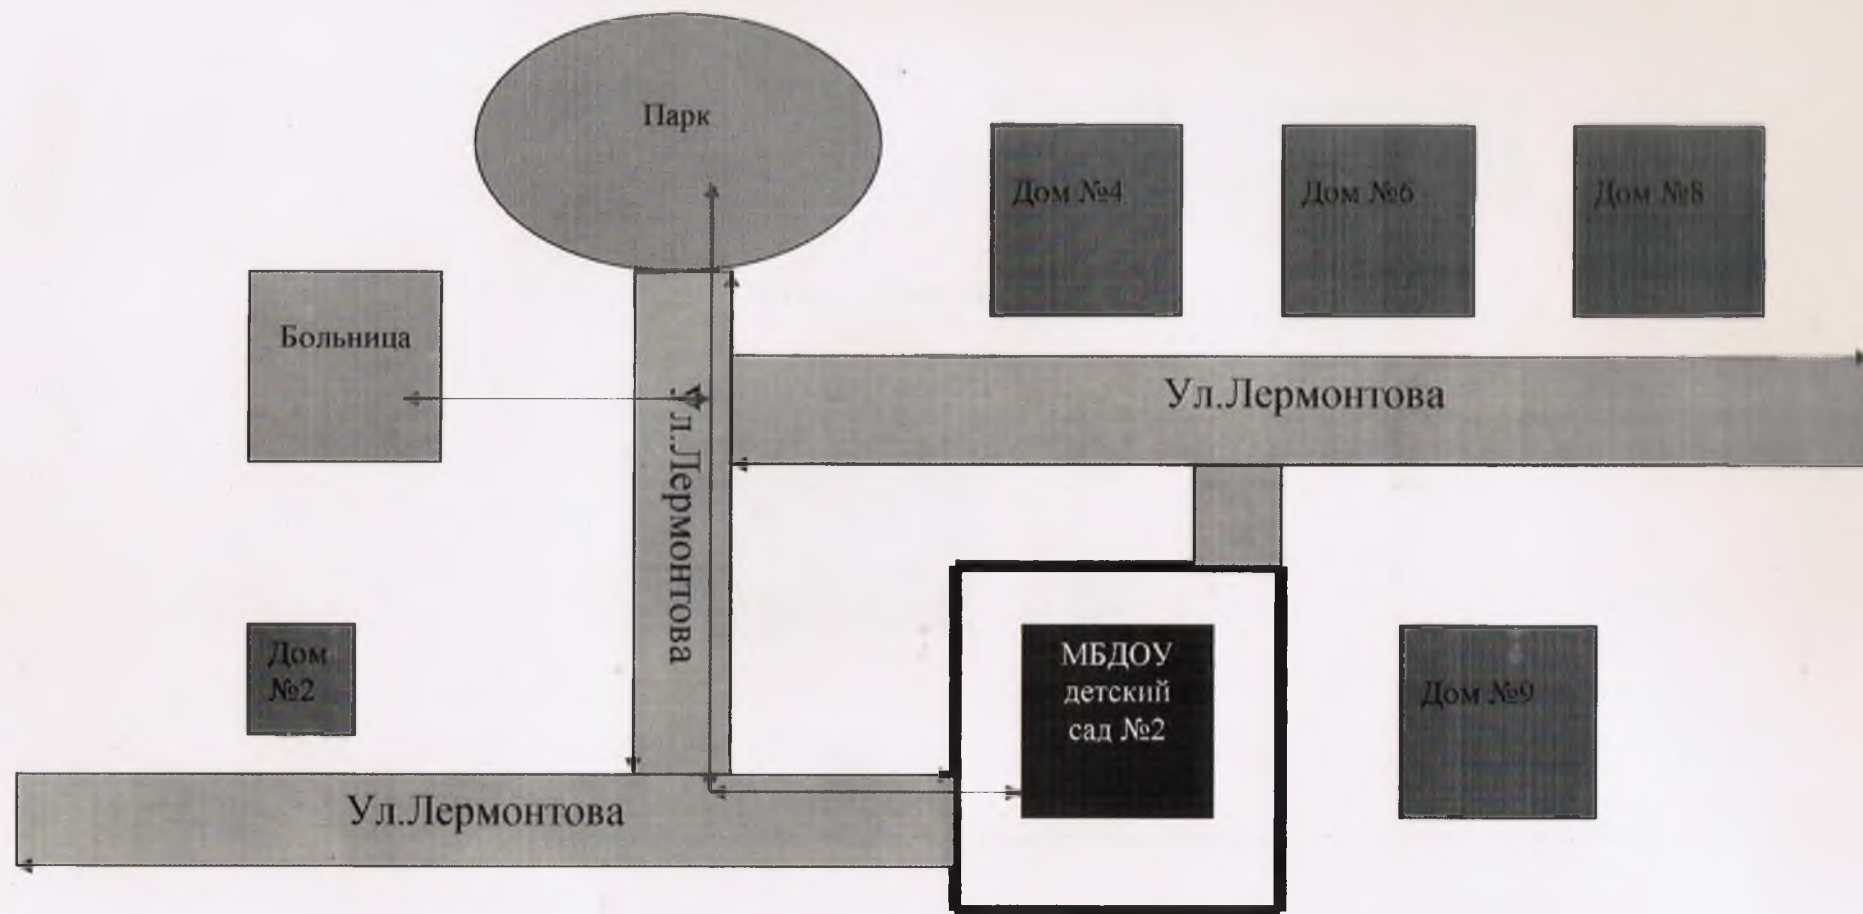 Парк
Дом №4
Дом №6
Дом №8
Больница
Ул.Лермонтова
Ул.Лермонтова
Дом
№2
МБДОУ
детский
сад №2
Дом №9
Ул.Лермонтова